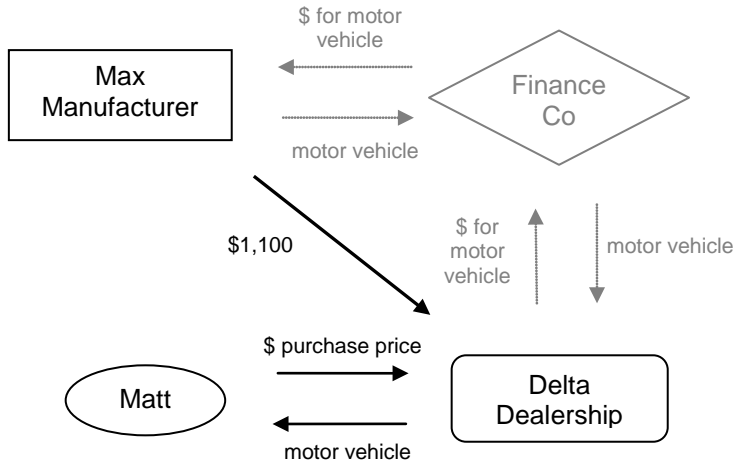 $ for motor
vehicle
Max
Manufacturer
Finance
Co
motor vehicle
$1,100
$ for
motor
vehicle
motor vehicle
$ purchase price
Matt
Delta
Dealership
motor vehicle